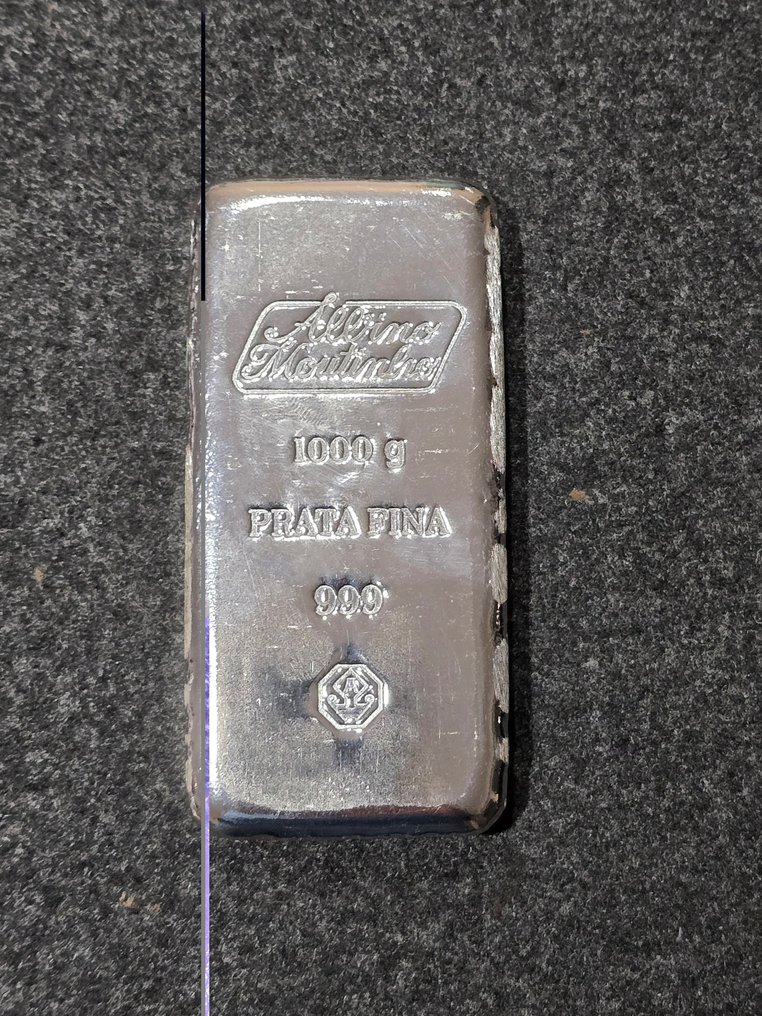 Albino
Moutinho
1000 g
PRATA FINA
999